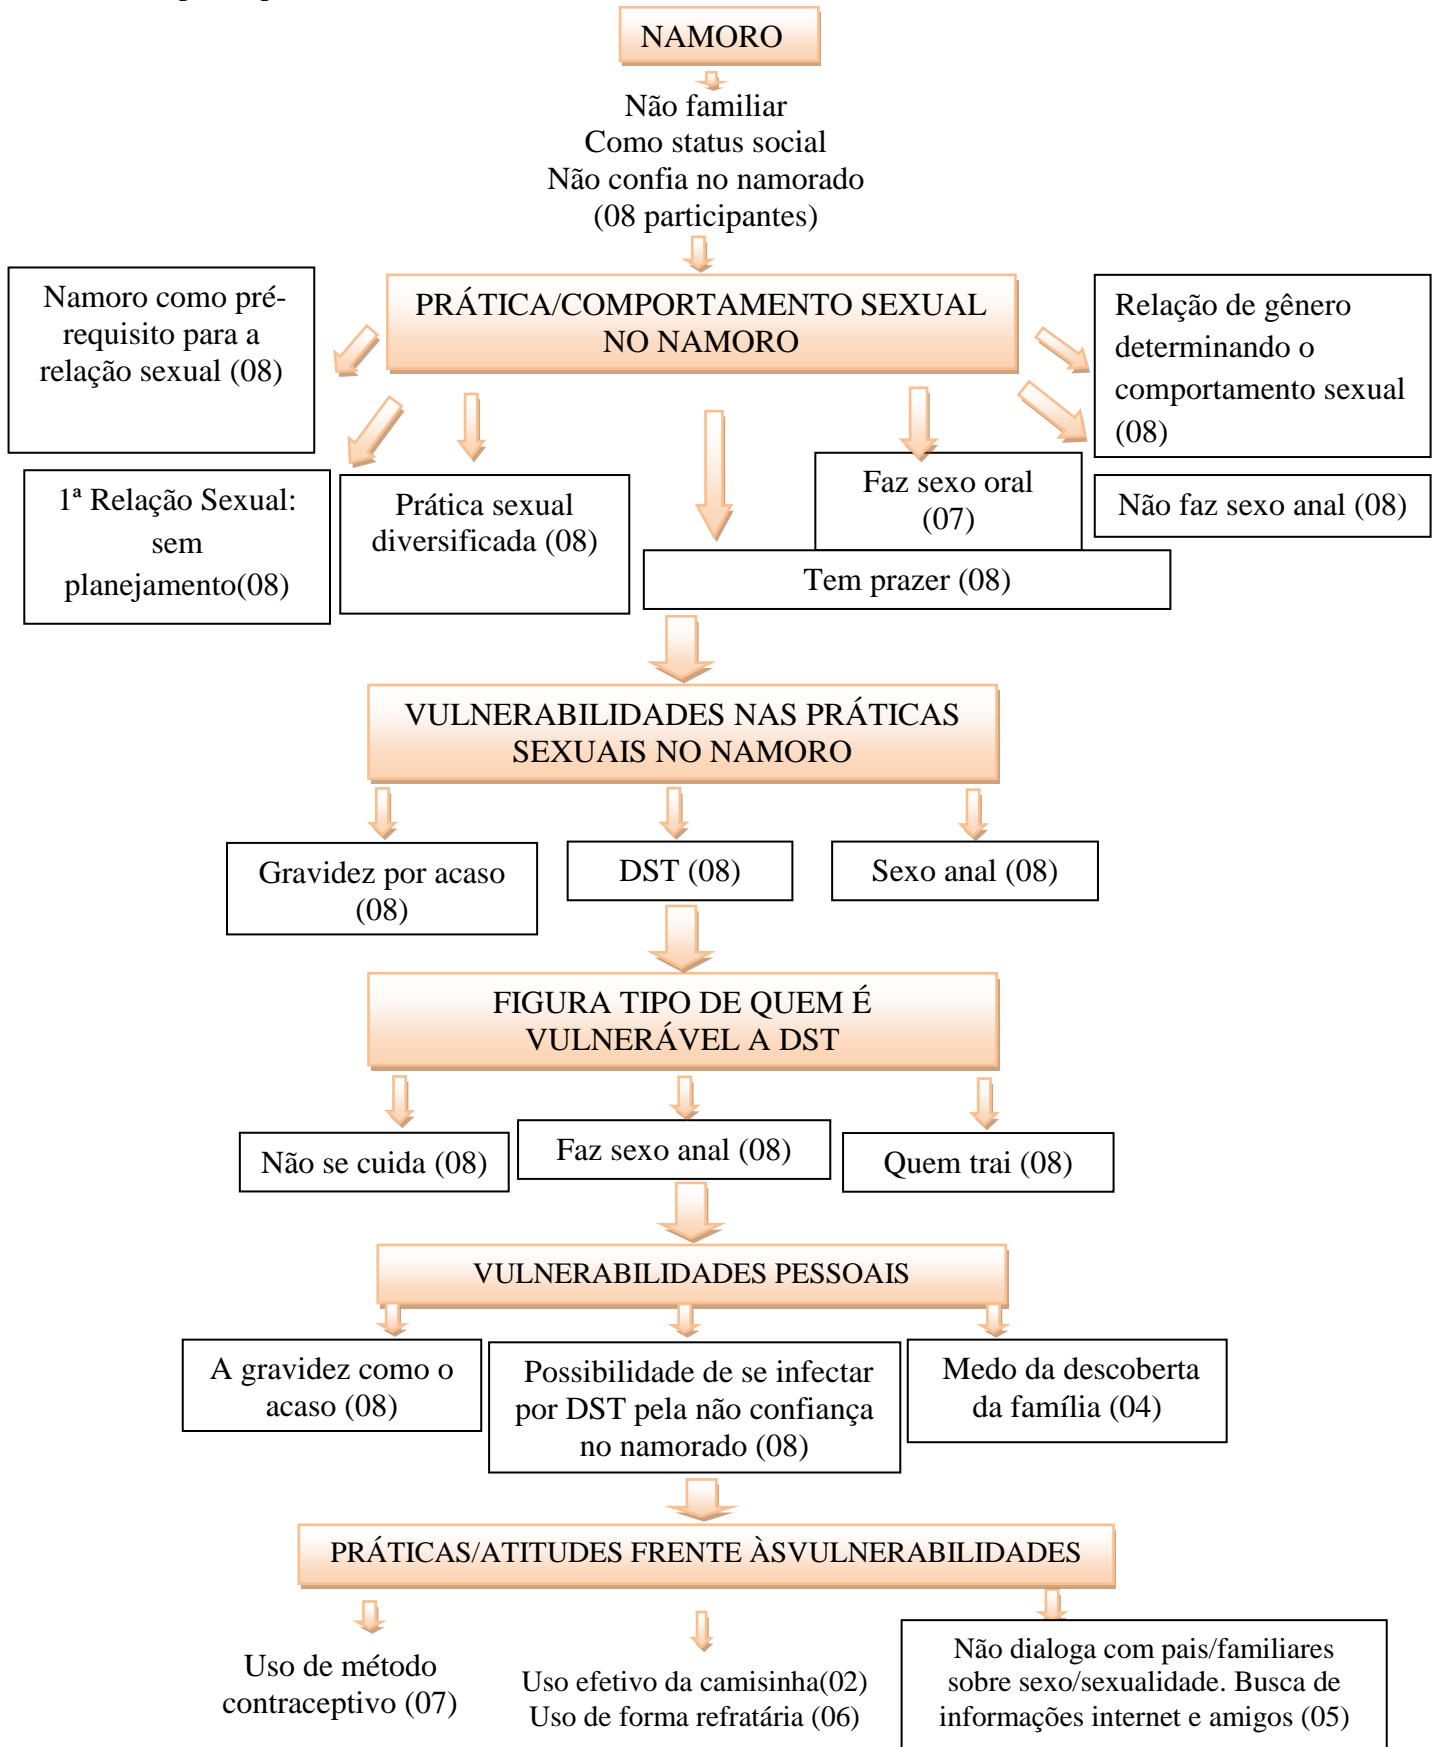 NAMORO
Não familiar
Como status social
Não confia no namorado
(08 participantes)
PRÁTICA/COMPORTAMENTO SEXUAL
NO NAMORO
Namoro como pré-
requisito para a
relação sexual (08)
Relação de gênero
determinando o
comportamento sexual
(08)
1ª Relação Sexual:
sem
planejamento(08)
Prática sexual
diversificada (08)
Faz sexo oral
(07)
Não faz sexo anal (08)
Tem prazer (08)
VULNERABILIDADES NAS PRÁTICAS
SEXUAIS NO NAMORO
Gravidez por acaso
(08)
DST (08)
Sexo anal (08)
FIGURA TIPO DE QUEM É
VULNERÁVEL A DST
Não se cuida (08)
Faz sexo anal (08)
Quem trai (08)
VULNERABILIDADES PESSOAIS
A gravidez como o
acaso (08)
Possibilidade de se infectar
por DST pela não confiança
no namorado (08)
Medo da descoberta
da família (04)
PRÁTICAS/ATITUDES FRENTE ÀSVULNERABILIDADES
Uso de método
contraceptivo (07)
Uso efetivo da camisinha(02)
Uso de forma refratária (06)
Não dialoga com pais/familiares
sobre sexo/sexualidade. Busca de
informações internet e amigos (05)